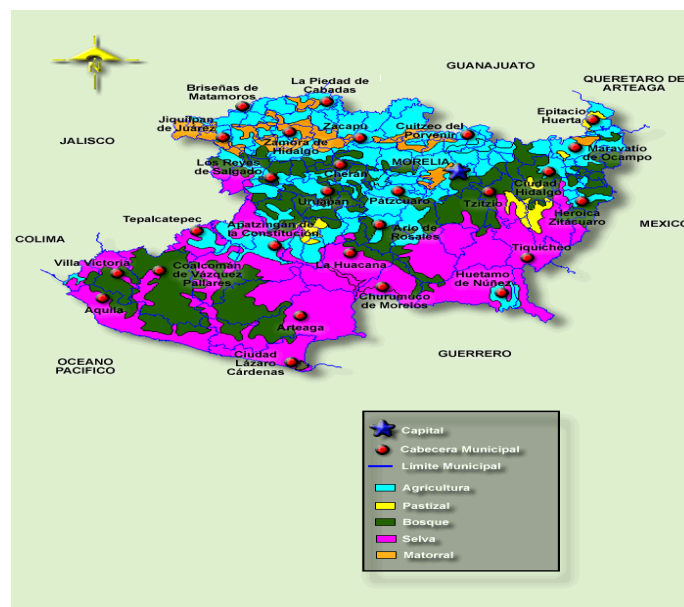 N
GUANAJUATO
QUERETARO DE
ARTEAGA
La Piedad de
Cabadas
Briseñas de
Matamoros
Epitacio
Huerta
Jiquilpan
de Juárez
Zacapú
Cuitzeo del
Porvenir
JALISCO
Zamora de
Hidalgo
Maravatío
de Ocampo
MORELIA
Los Reyes
de Salgado
Cherán
Ciudad
Hidalgo
Uruapan
Pátzcuaro
Tzitzio
Heroica
Zitácuaro
Tepalcatepec
Apatzingán de
la Constitución
Ario de
Rosales
MEXICO
COLIMA
Tiquicheo
Villa Victoria
Coalcomán
de Vázquez
Pallares
La Huacana
Huetamo
de Núñez
Churumuco
de Morelos
Aquila
Arteaga
Ciudad
Lázaro
Cárdenas
GUERRERO
OCEANO
PACIFICO
Capital
Cabecera Municipal
Límite Municipal
Agricultura
Pastizal
Bosque
Selva
Matorral